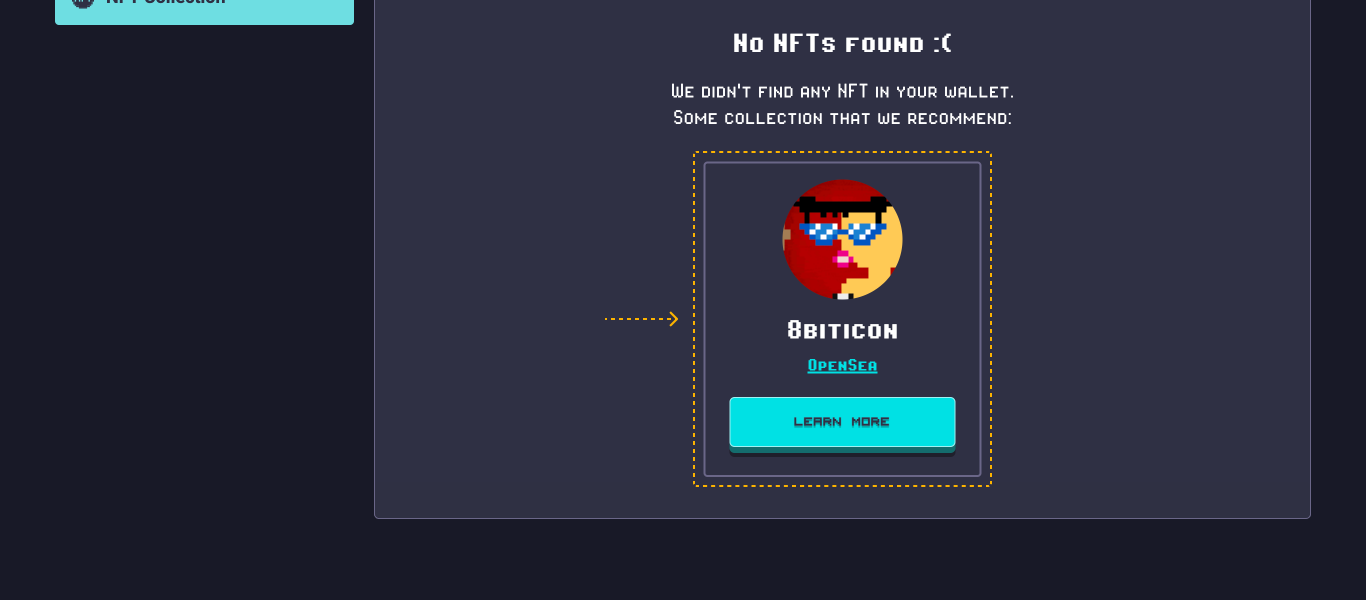 NFT Collection
No NFTs found :(
We didn't find any NFT in your wallet.
Some collection that we recommend:
8biticon
OpenSea
LEARN MORE